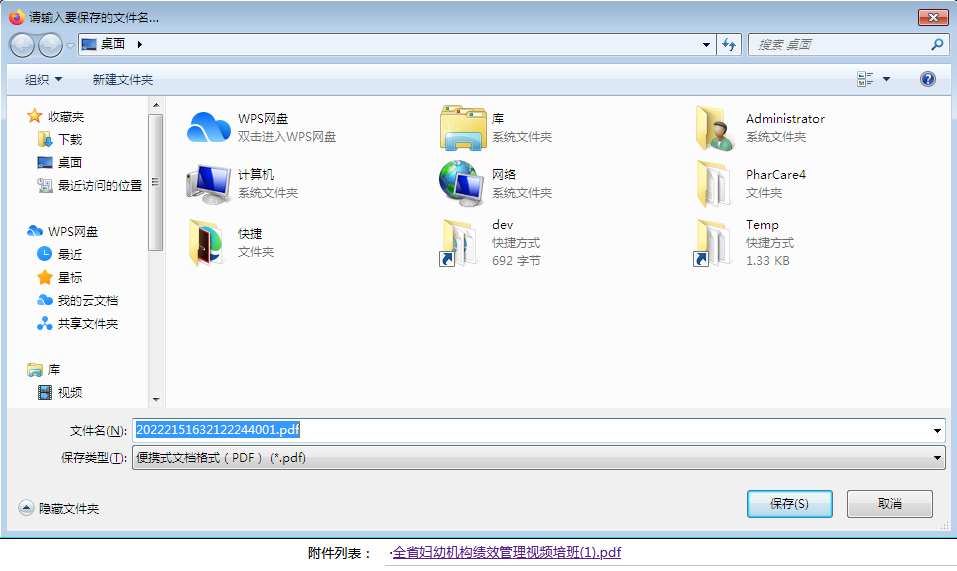 请输入要保存的文件名...
桌面
搜索 桌面
组织
新建文件夹
收藏夹
下载
桌面
最近访问的位置
WPS网盘
最近
星标
我的云文档
共享文件夹
库
视频
WPS网盘
双击进入WPS网盘
库
系统文件夹
Administrator
系统文件夹
计算机
系统文件夹
网络
系统文件夹
PharCare4
文件夹
快捷
文件夹
dev
快捷方式
692 字节
Temp
快捷方式
1.33 KB
文件名(N):
20222151632122244001.pdf
保存类型(T):
便携式文档格式 ( PDF ) (*.pdf)
隐藏文件夹
保存(S)
取消
附件列表： ·全省妇幼机构绩效管理视频培班(1).pdf